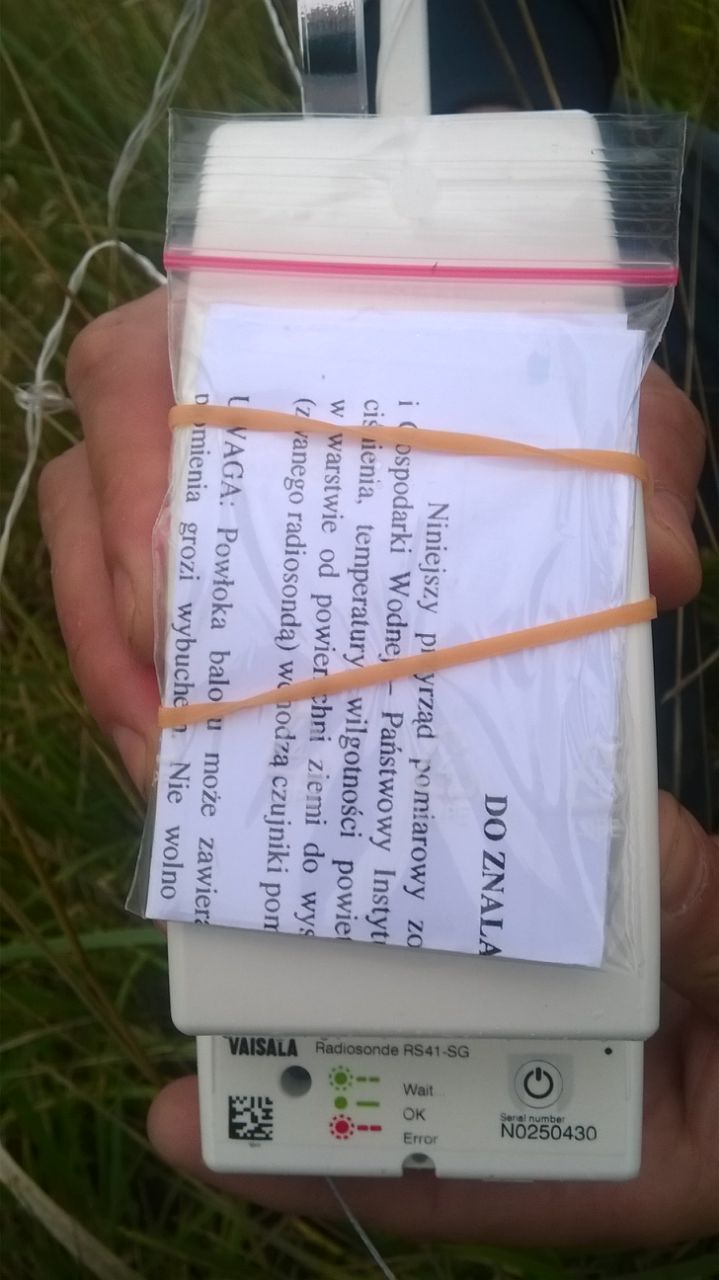 DO ZNALA
Niniejszy przyrząd pomiarowy zo
i Gospodarki Wodnej – Państwowy Instytu
ciśnienia, temperatury wilgotności powie
w warstwie od powierzchni ziemi do wys
(zwanego radiosondą) wchodzą czujniki pom
UWAGA: Powłoka balonu może zawiera
płomienia grozi wybuchem. Nie wolno
VAISALA Radiosonde RS41-SG
Wait...
OK
Error
Serial number
N0250430